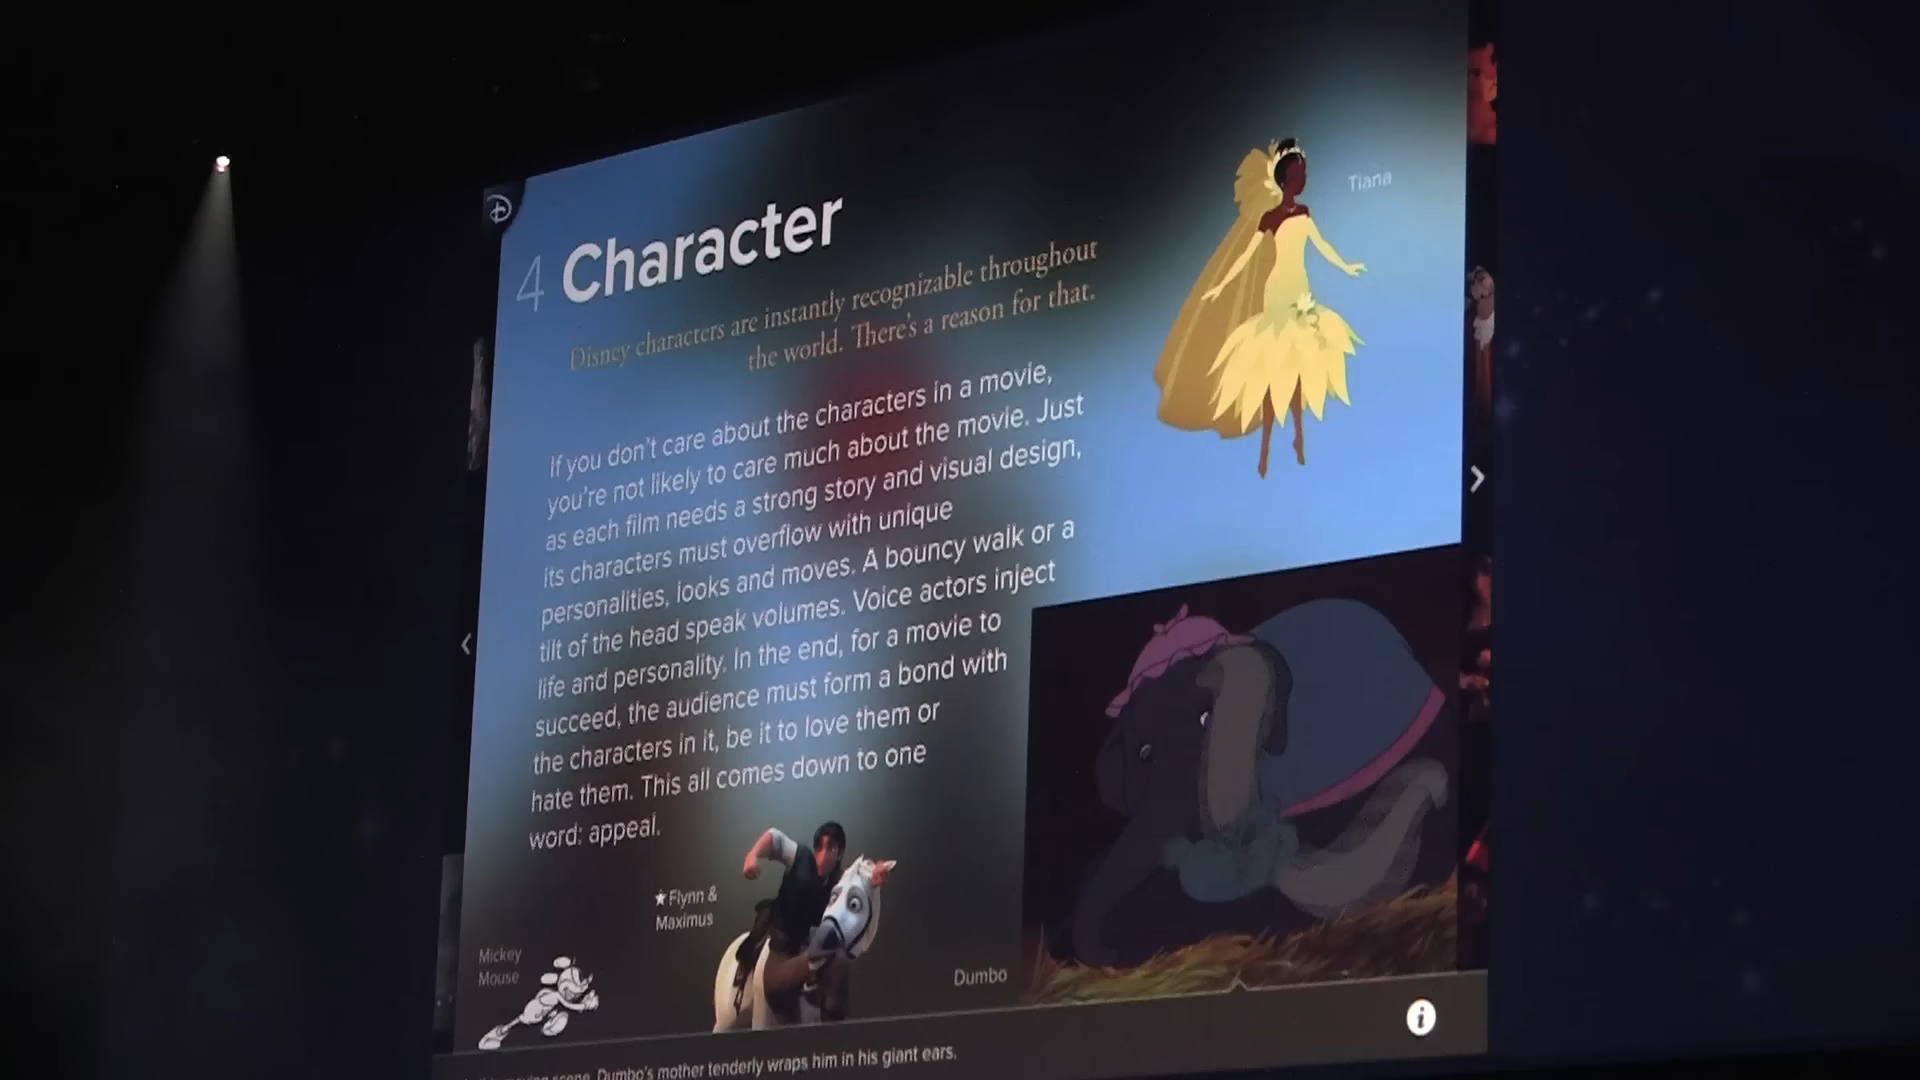 4 Character
Disney characters are instantly recognizable throughout
the world. There's a reason for that.
If you don't care about the characters in a movie,
you're not likely to care much about the movie. Just
as each film needs a strong story and visual design,
its characters must overflow with unique
personalities, looks and moves. A bouncy walk or a
tilt of the head speak volumes. Voice actors inject
life and personality. In the end, for a movie to
succeed, the audience must form a bond with
the characters in it, be it to love them or
hate them. This all comes down to one
word: appeal.
Tiana
★ Flynn &
Maximus
Mickey
Mouse
Dumbo
scene, Dumbo's mother tenderly wraps him in his giant ears.